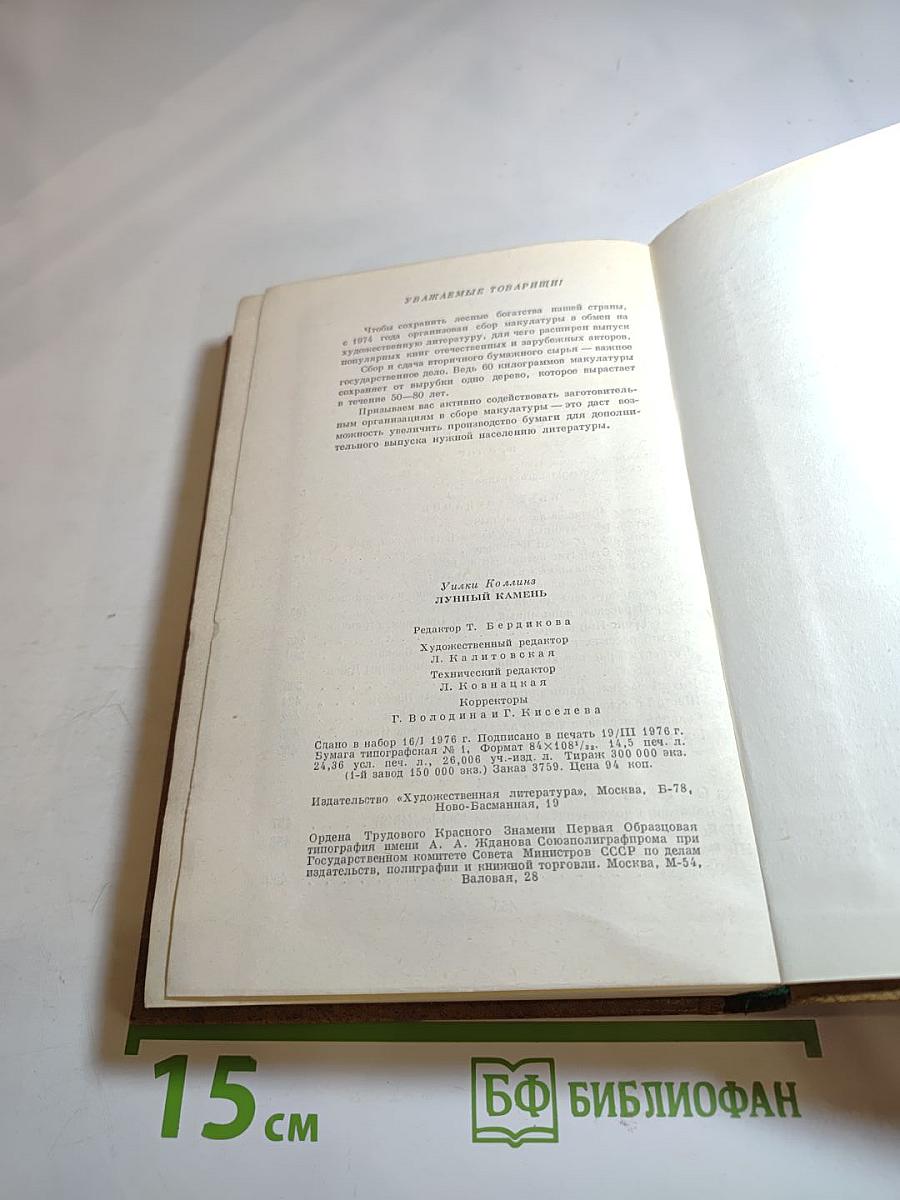 УВАЖАЕМЫЕ ТОВАРИЩИ!
Чтобы сохранить лесные богатства нашей страны,
с 1974 года организован сбор макулатуры в обмен на
художественную литературу, для чего расширен выпуск
популярных книг отечественных и зарубежных авторов,
Сбор и сдача вторичного бумажного сырья — важное
государственное дело. Ведь 60 килограммов макулатуры
сохраняет от вырубки одно дерево, которое вырастает
в течение 50—80 лет.
Призываем вас активно содействовать заготовитель-
ным организациям в сборе макулатуры — это даст воз-
можность увеличить производство бумаги для дополни-
тельного выпуска нужной населению литературы.
Уилки Коллинз
ЛУННЫЙ КАМЕНЬ
Редактор Т. Бердикова
Художественный редактор
Л. Калитовская
Технический редактор
Л. Ковнацкая
Корректоры
Г. Володина и Г. Киселева
Сдано в набор 16/I 1976 г. Подписано в печать 19/III 1976 г.
Бумага типографская № 1. Формат 84×108¹/₃₂. 14,5 печ. л.
24,36 усл. печ. л., 26,006 уч.-изд. л. Тираж 300 000 экз.
(1-й завод 150 000 экз.) Заказ 3759. Цена 94 коп.
Издательство «Художественная литература», Москва, Б-78,
Ново-Басманная, 19
Ордена Трудового Красного Знамени Первая Образцовая
типография имени А. А. Жданова Союзполиграфпрома при
Государственном комитете Совета Министров СССР по делам
издательств, полиграфии и книжной торговли. Москва, М-54,
Валовая, 28
15 см
БФ БИБЛИОФАН